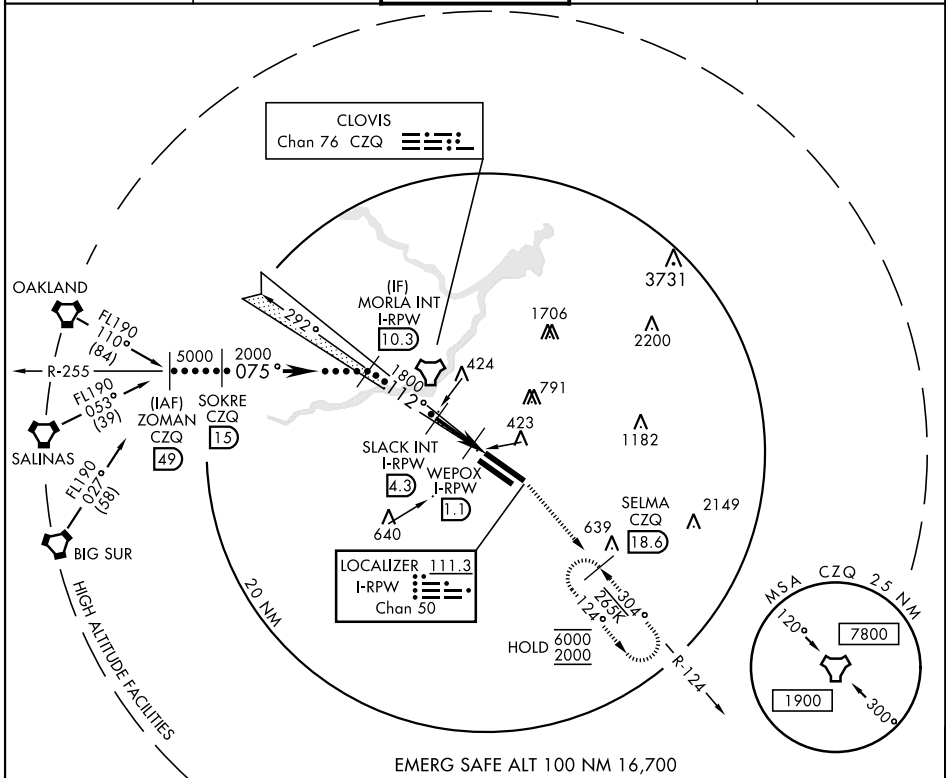 CLOVIS
Chan 76 CZQ
3731
OAKLAND
(IF)
MORLA INT
I-RPW
10.3
1706
2200
FL190
110°
(84)
292°
R-255
5000
2000
075°
1800
112°
424
791
FL190
053°
(39)
(IAF)
ZOMAN
CZQ
49
SOKRE
CZQ
15
423
1182
SALINAS
SLACK INT
I-RPW
4.3
WEPOX
I-RPW
1.1
FL190
027°
(58)
640
SELMA
CZQ
18.6
2149
639
BIG SUR
LOCALIZER 111.3
I-RPW
Chan 50
20 NM
HIGH ALTITUDE FACILITIES
304°
265K
124°
HOLD 6000
2000
R-124
MSA CZQ 25 NM
120°
7800
1900
300°
EMERG SAFE ALT 100 NM 16,700